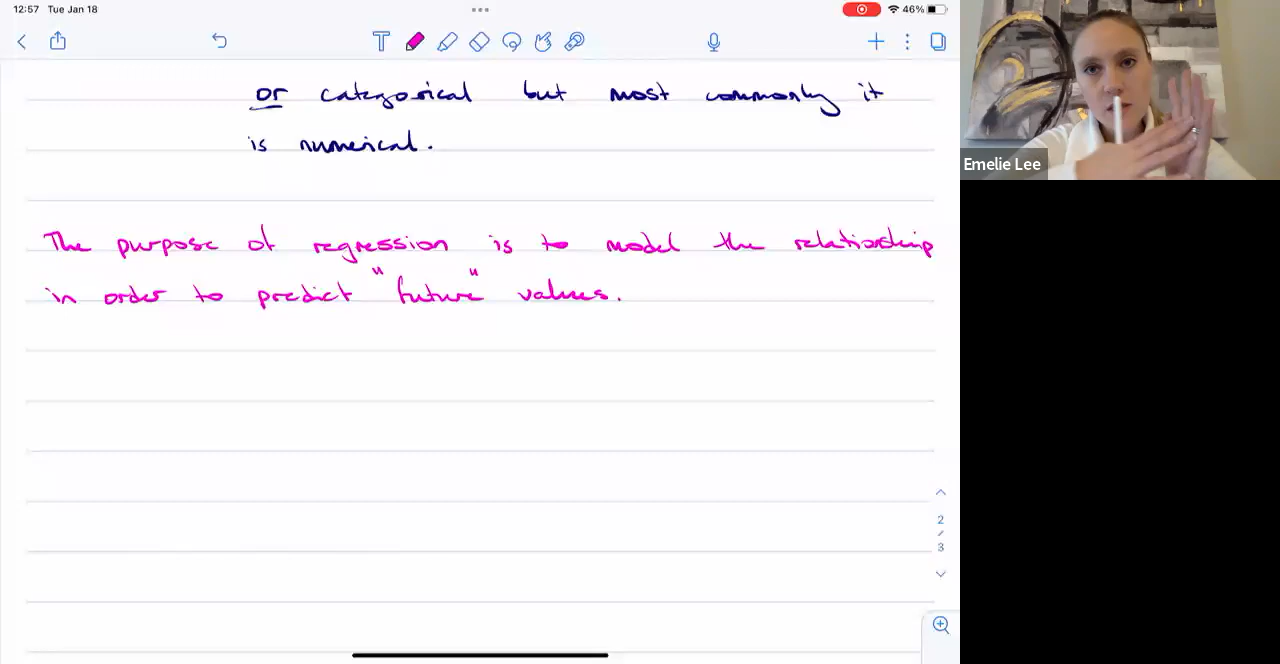 12:57 Tue Jan 18
46%
T
or categorical but most commonly it
is numerical.
The purpose of regression is to model the relationship
in order to predict "future" values.
2
/
3
Emelie Lee